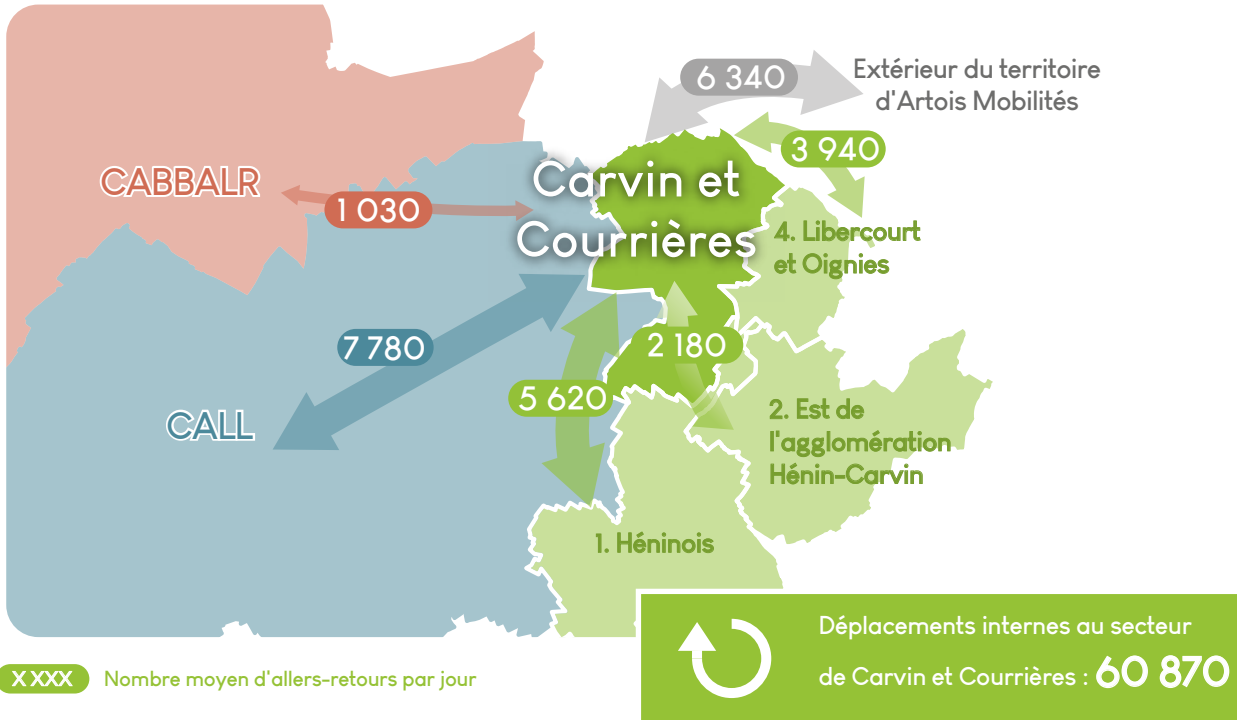 6 340
Extérieur du territoire
d'Artois Mobilités
3 940
CABBALR
1 030
Carvin et
Courrières
4. Libercourt
et Oignies
7 780
2 180
5 620
CALL
2. Est de
l'agglomération
Hénin-Carvin
1. Héninois
Déplacements internes au secteur
de Carvin et Courrières : 60 870
X XXX Nombre moyen d'allers-retours par jour